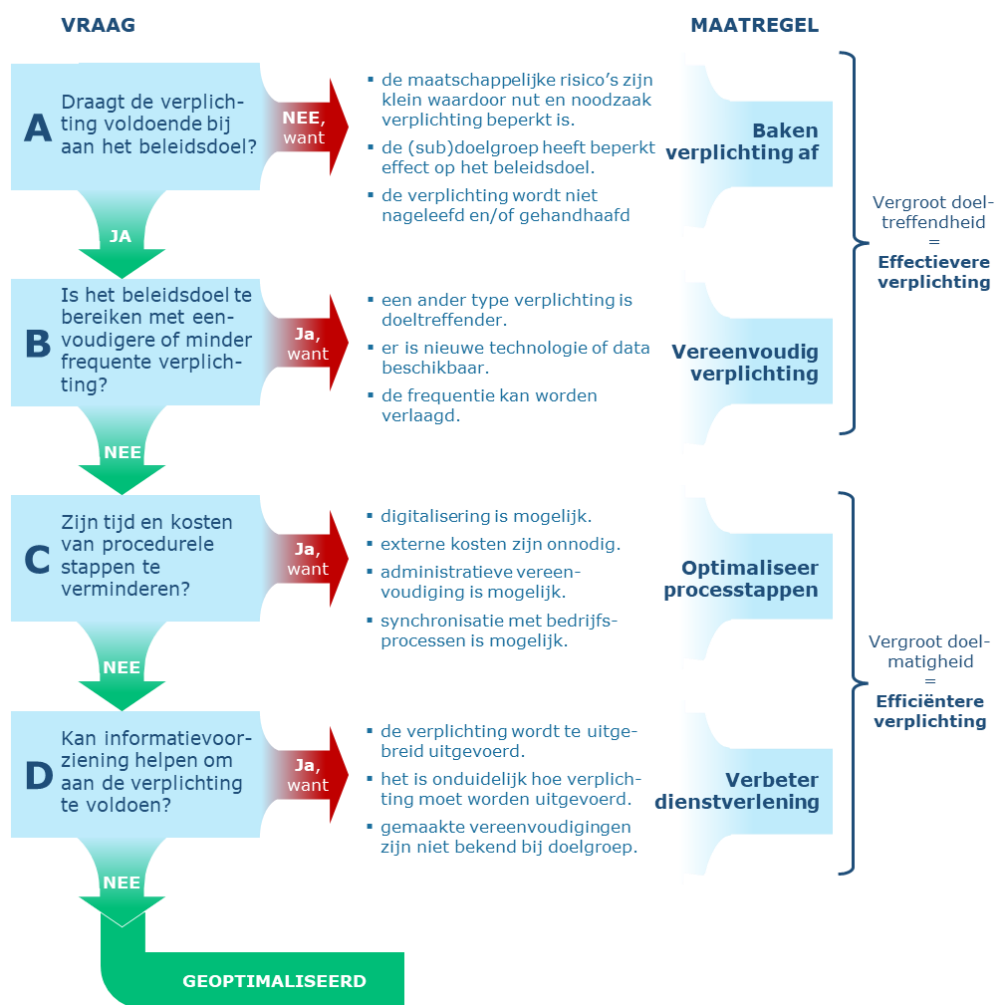 VRAAG
MAATREGEL
A
Draagt de verplich-
ting voldoende bij
aan het beleidsdoel?
NEE,
want
▪ de maatschappelijke risico's zijn
klein waardoor nut en noodzaak
verplichting beperkt is.
▪ de (sub)doelgroep heeft beperkt
effect op het beleidsdoel.
▪ de verplichting wordt niet
nageleefd en/of gehandhaafd
Baken
verplichting af
JA
B
Is het beleidsdoel te
bereiken met een-
voudigere of minder
frequente verplich-
ting?
Ja,
want
▪ een ander type verplichting is
doeltreffender.
▪ er is nieuwe technologie of data
beschikbaar.
▪ de frequentie kan worden
verlaagd.
Vereenvoudig
verplichting
Vergroot doel-
treffendheid
=
Effectievere
verplichting
NEE
C
Zijn tijd en kosten
van procedurele
stappen te
verminderen?
Ja,
want
▪ digitalisering is mogelijk.
▪ externe kosten zijn onnodig.
▪ administratieve vereen-
voudiging is mogelijk.
▪ synchronisatie met bedrijfs-
processen is mogelijk.
Optimaliseer
processtappen
NEE
D
Kan informatievoor-
ziening helpen om
aan de verplichting
te voldoen?
Ja,
want
▪ de verplichting wordt te uitge-
breid uitgevoerd.
▪ het is onduidelijk hoe verplich-
ting moet worden uitgevoerd.
▪ gemaakte vereenvoudigingen
zijn niet bekend bij doelgroep.
Verbeter
dienstverlening
Vergroot doel-
matigheid
=
Efficiëntere
verplichting
NEE
GEOPTIMALISEERD